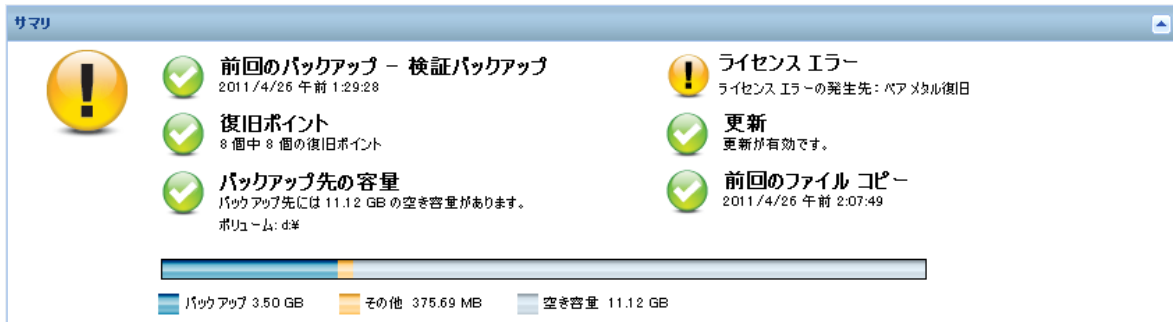 サマリ
前回のバックアップ － 検証バックアップ
2011/4/26 午前 1:29:28
復旧ポイント
8 個中 8 個の復旧ポイント
バックアップ先の容量
バックアップ先には 11.12 GB の空き容量があります。
ボリューム: d:¥
ライセンス エラー
ライセンス エラーの発生先: ベア メタル復旧
更新
更新が有効です。
前回のファイル コピー
2011/4/26 午前 2:07:49
バックアップ 3.50 GB
その他 375.69 MB
空き容量 11.12 GB